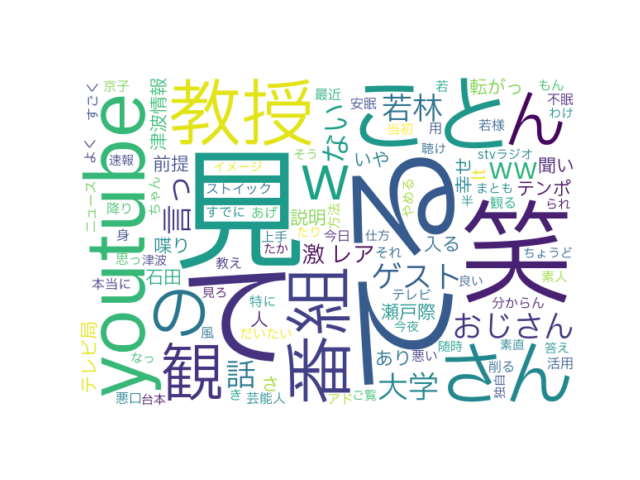 京子
すごく
よく
youtube
津波情報
教授
最近
こと
ん
転がっ
もん
不眠
わけ
安眠
若
若林
用
当初
若様
聴け
ない
w
そう
速報
前提
イメージ
言っ
いや
ww
lt
半
幸せ
stvラジオ
聞い
まとも
テンポ
観る
られ
ニュース
ちゃん
ストイック
見
る
笑
降り
すでに
あげ
説明
方法
やめる
身
喋り
上手
たり
今日
仕方
入る
思っ
津波
たか
激
レア
それ
ちょうど
本当に
石田
教え
ゲスト
良い
素人
見ろ
特に
テレビ
分からん
の
て
番組
瀬戸際
風
人
だいたい
今夜
おじさん
テレビ局
観
あり
悪い
随時
素直
答え
なっ
話
さ
大学
削る
独自
活用
さん
悪口
台本
き
芸能人
アド
ご覧